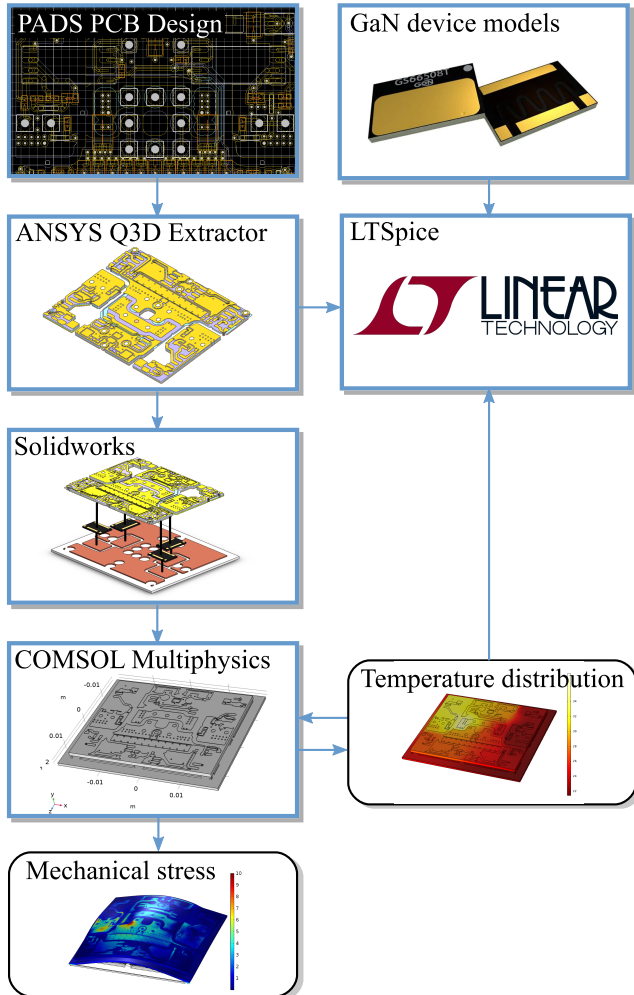 PADS PCB Design
GaN device models
GS66508T
GaN
ANSYS Q3D Extractor
LTSpice
LINEAR
TECHNOLOGY
Solidworks
COMSOL Multiphysics
-0.01
m
0
0.01
-0.01
0
0.01
m
y
x
z
Temperature distribution
Mechanical stress
10
9
8
7
6
5
4
3
2
1